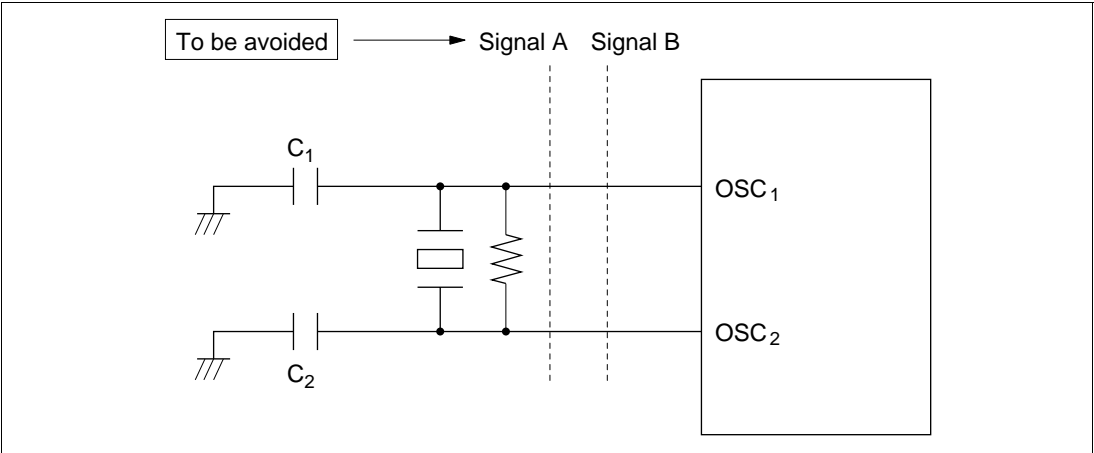 To be avoided
Signal A
Signal B
C1
OSC1
OSC2
C2